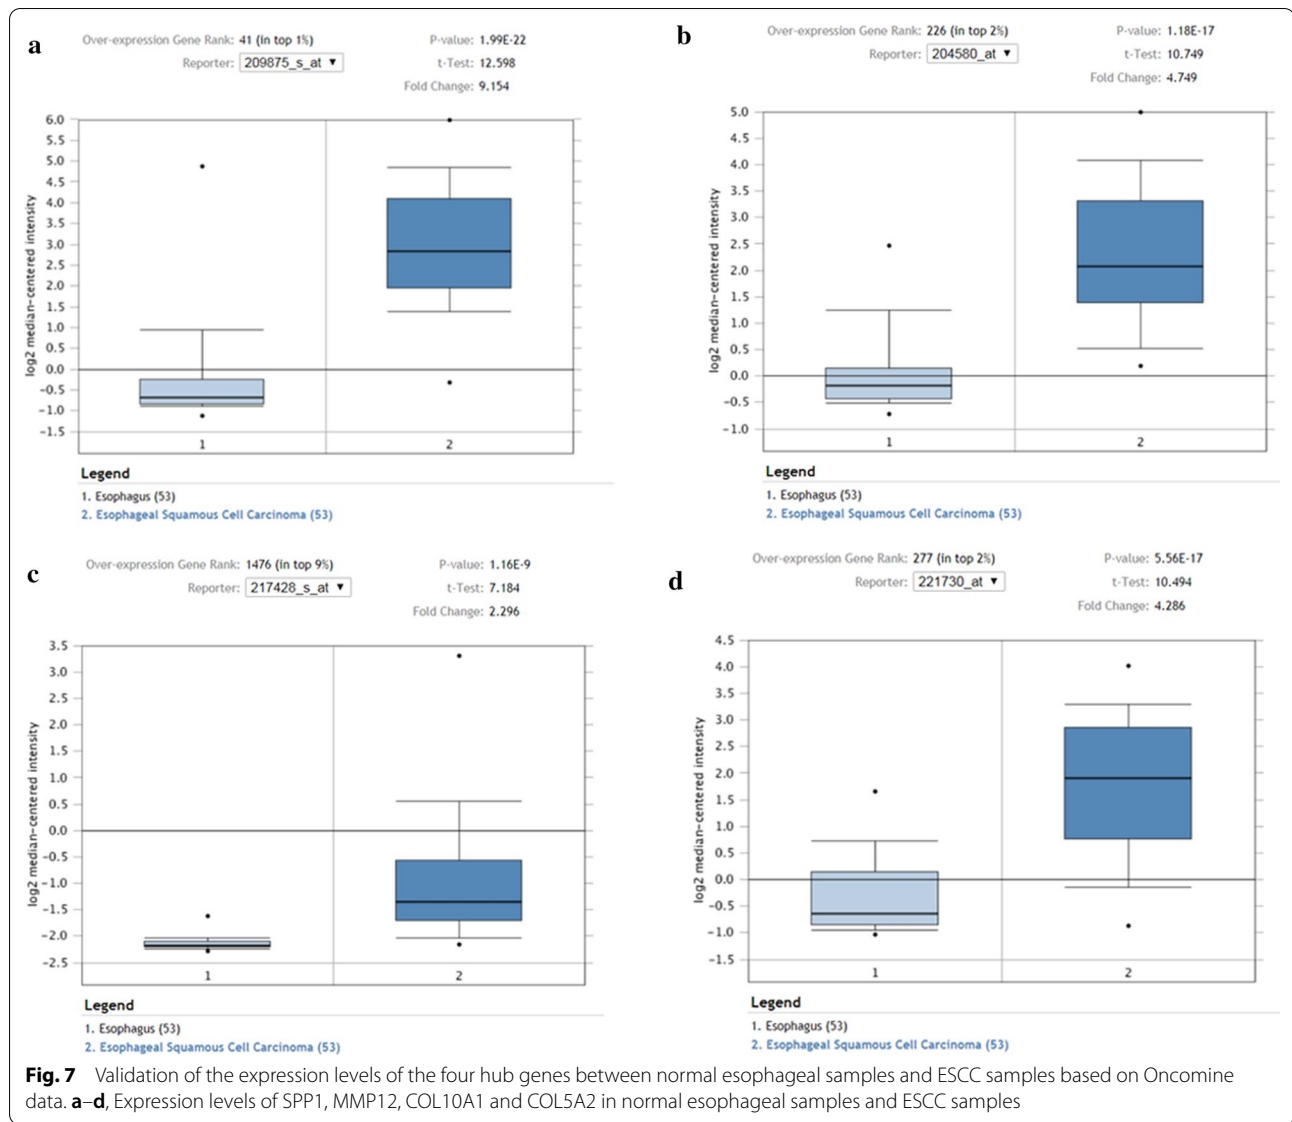 a
Over-expression Gene Rank: 41 (in top 1%)
P-value: 1.99E-22
Reporter: 209875_s_at ▼
t-Test: 12.598
Fold Change: 9.154
log2 median-centered intensity
6.0
5.5
5.0
4.5
4.0
3.5
3.0
2.5
2.0
1.5
1.0
0.5
0.0
−0.5
−1.0
−1.5
1 2
Legend
1. Esophagus (53)
2. Esophageal Squamous Cell Carcinoma (53)
b
Over-expression Gene Rank: 226 (in top 2%)
P-value: 1.18E-17
Reporter: 204580_at ▼
t-Test: 10.749
Fold Change: 4.749
log2 median-centered intensity
5.0
4.5
4.0
3.5
3.0
2.5
2.0
1.5
1.0
0.5
0.0
−0.5
−1.0
1 2
Legend
1. Esophagus (53)
2. Esophageal Squamous Cell Carcinoma (53)
c
Over-expression Gene Rank: 1476 (in top 9%)
P-value: 1.16E-9
Reporter: 217428_s_at ▼
t-Test: 7.184
Fold Change: 2.296
log2 median-centered intensity
3.5
3.0
2.5
2.0
1.5
1.0
0.5
0.0
−0.5
−1.0
−1.5
−2.0
−2.5
1 2
Legend
1. Esophagus (53)
2. Esophageal Squamous Cell Carcinoma (53)
d
Over-expression Gene Rank: 277 (in top 2%)
P-value: 5.56E-17
Reporter: 221730_at ▼
t-Test: 10.494
Fold Change: 4.286
log2 median-centered intensity
4.5
4.0
3.5
3.0
2.5
2.0
1.5
1.0
0.5
0.0
−0.5
−1.0
−1.5
1 2
Legend
1. Esophagus (53)
2. Esophageal Squamous Cell Carcinoma (53)
Fig. 7 Validation of the expression levels of the four hub genes between normal esophageal samples and ESCC samples based on Oncomine
data. a–d, Expression levels of SPP1, MMP12, COL10A1 and COL5A2 in normal esophageal samples and ESCC samples